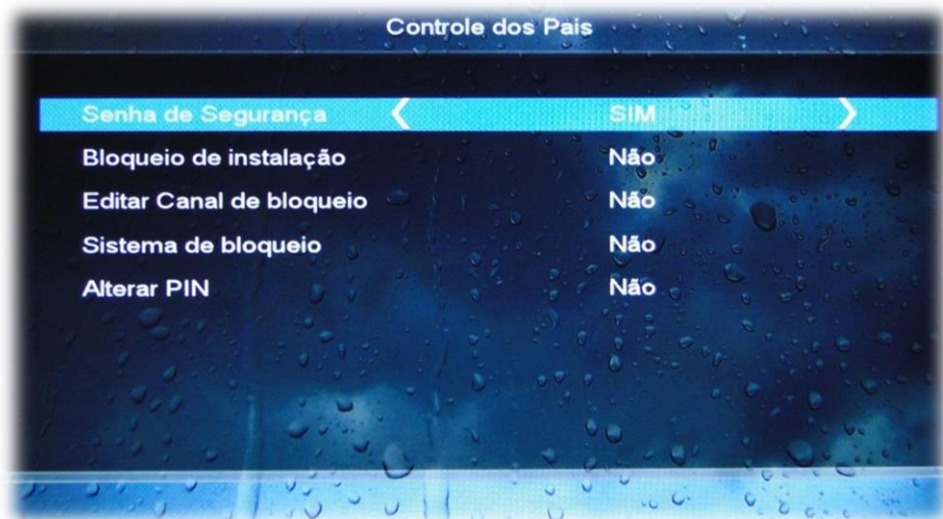 Controle dos Pais
Senha de Segurança SIM
Bloqueio de instalação Não
Editar Canal de bloqueio Não
Sistema de bloqueio Não
Alterar PIN Não